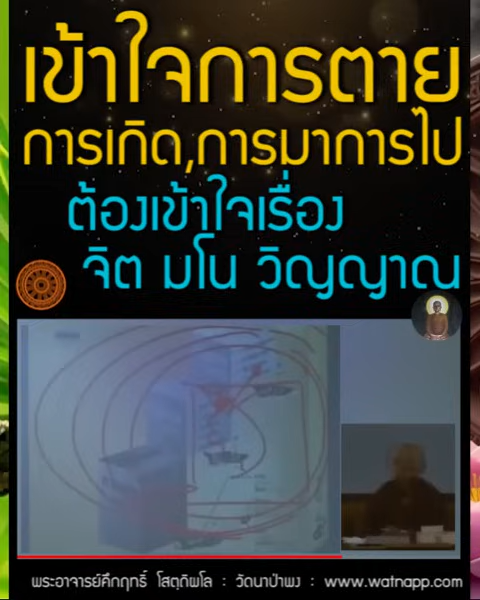 เข้าใจการตาย
การเกิด,การมาการไป
ต้องเข้าใจเรื่อง
จิต มโน วิญญาณ
พระอาจารย์คึกฤทธิ์ โสตฺถิผโล : วัดนาป่าพง : www.watnapp.com